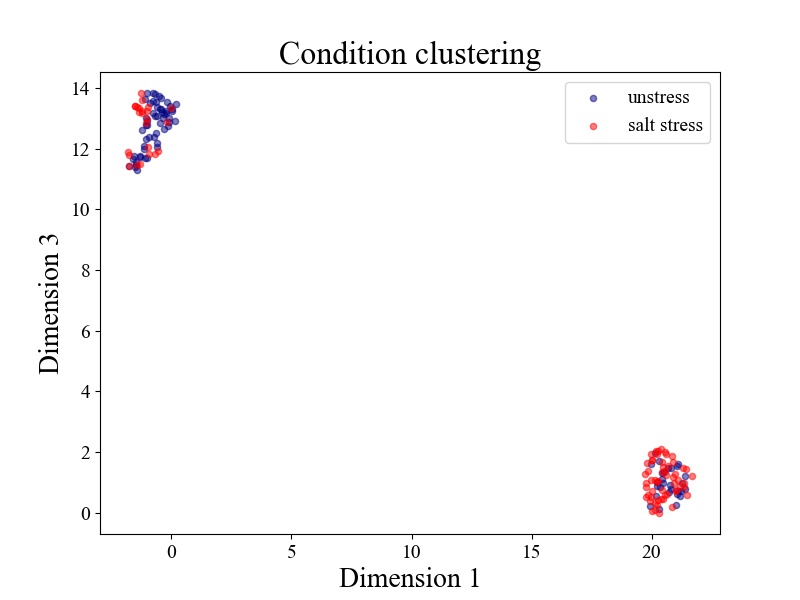 Condition clustering
unstress
salt stress
14
12
10
8
6
4
2
0
Dimension 3
0 5 10 15 20
Dimension 1